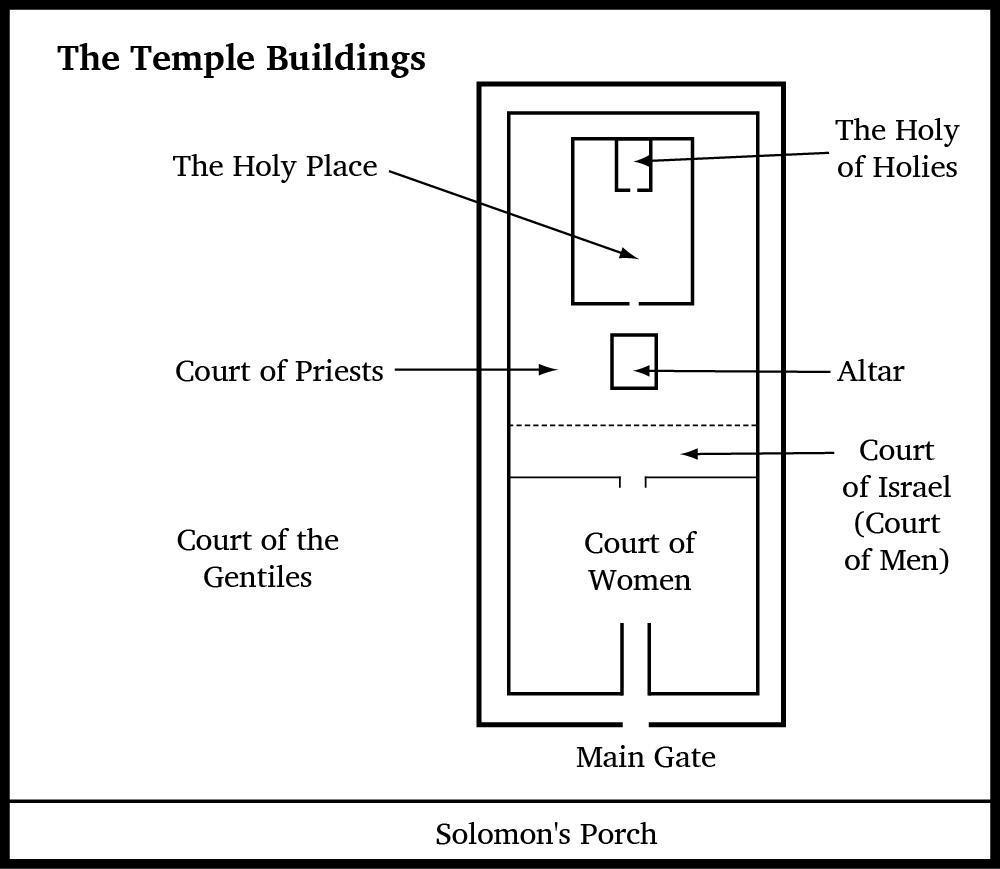 The Temple Buildings
The Holy
of Holies
The Holy Place
Court of Priests
Altar
Court
of Israel
(Court
of Men)
Court of the
Gentiles
Court of
Women
Main Gate
Solomon's Porch